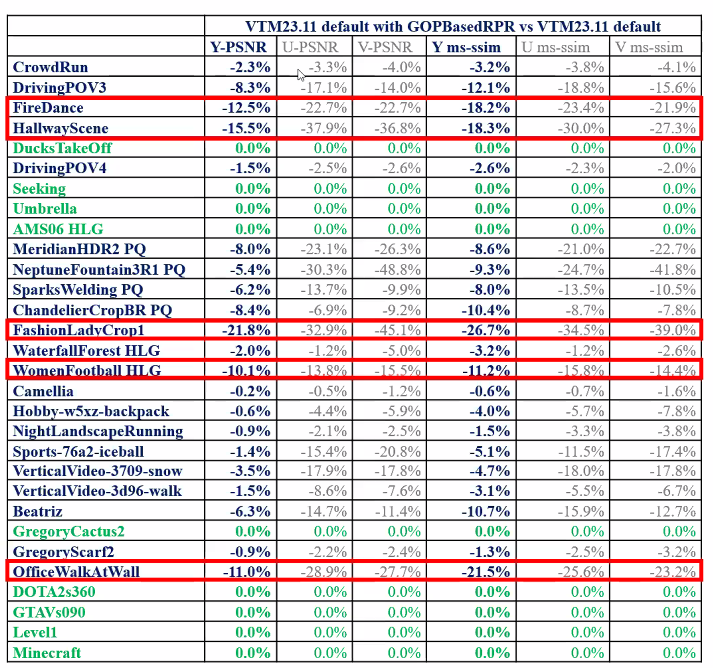 VTM23.11 default with GOPBasedRPR vs VTM23.11 default
Y-PSNR U-PSNR V-PSNR Y ms-ssim U ms-ssim V ms-ssim
CrowdRun -2.3% -3.3% -4.0% -3.2% -3.8% -4.1%
DrivingPOV3 -8.3% -17.1% -14.0% -12.1% -18.8% -15.6%
FireDance -12.5% -22.7% -22.7% -18.2% -23.4% -21.9%
HallwayScene -15.5% -37.9% -36.8% -18.3% -30.0% -27.3%
DucksTakeOff 0.0% 0.0% 0.0% 0.0% 0.0% 0.0%
DrivingPOV4 -1.5% -2.5% -2.6% -2.6% -2.3% -2.0%
Seeking 0.0% 0.0% 0.0% 0.0% 0.0% 0.0%
Umbrella 0.0% 0.0% 0.0% 0.0% 0.0% 0.0%
AMS06 HLG 0.0% 0.0% 0.0% 0.0% 0.0% 0.0%
MeridianHDR2 PQ -8.0% -23.1% -26.3% -8.6% -21.0% -22.7%
NeptuneFountain3R1 PQ -5.4% -30.3% -48.8% -9.3% -24.7% -41.8%
SparksWelding PQ -6.2% -13.7% -9.9% -8.0% -13.5% -10.5%
ChandelierCropBR PQ -8.4% -6.9% -9.2% -10.4% -8.7% -7.8%
FashionLadyCrop1 -21.8% -32.9% -45.1% -26.7% -34.5% -39.0%
WaterfallForest HLG -2.0% -1.2% -5.0% -3.2% -1.2% -2.6%
WomenFootball HLG -10.1% -13.8% -15.5% -11.2% -15.8% -14.4%
Camellia -0.2% -0.5% -1.2% -0.6% -0.7% -1.6%
Hobby-w5xz-backpack -0.6% -4.4% -5.9% -4.0% -5.7% -7.8%
NightLandscapeRunning -0.9% -2.1% -2.5% -1.5% -3.3% -3.8%
Sports-76a2-iceball -1.4% -15.4% -20.8% -5.1% -11.5% -17.4%
VerticalVideo-3709-snow -3.5% -17.9% -17.8% -4.7% -18.0% -17.8%
VerticalVideo-3d96-walk -1.5% -8.6% -7.6% -3.1% -5.5% -6.7%
Beatriz -6.3% -14.7% -11.4% -10.7% -15.9% -12.7%
GregoryCactus2 0.0% 0.0% 0.0% 0.0% 0.0% 0.0%
GregoryScarf2 -0.9% -2.2% -2.4% -1.3% -2.5% -3.2%
OfficeWalkAtWall -11.0% -28.9% -27.7% -21.5% -25.6% -23.2%
DOTA2s360 0.0% 0.0% 0.0% 0.0% 0.0% 0.0%
GTAVs090 0.0% 0.0% 0.0% 0.0% 0.0% 0.0%
Level1 0.0% 0.0% 0.0% 0.0% 0.0% 0.0%
Minecraft 0.0% 0.0% 0.0% 0.0% 0.0% 0.0%